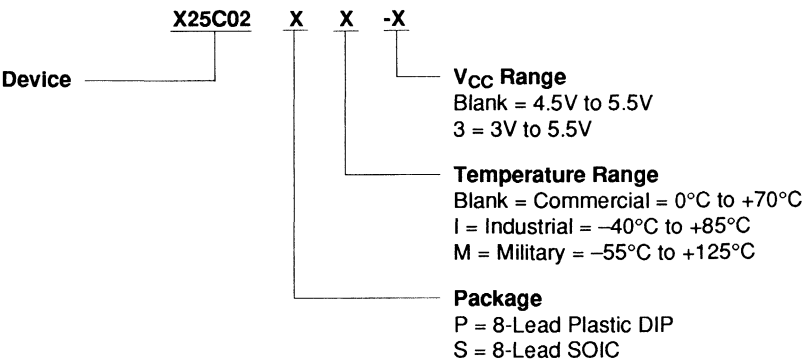 X25C02 X X -X
Device
VCC Range
Blank = 4.5V to 5.5V
3 = 3V to 5.5V
Temperature Range
Blank = Commercial = 0°C to +70°C
I = Industrial = –40°C to +85°C
M = Military = –55°C to +125°C
Package
P = 8-Lead Plastic DIP
S = 8-Lead SOIC